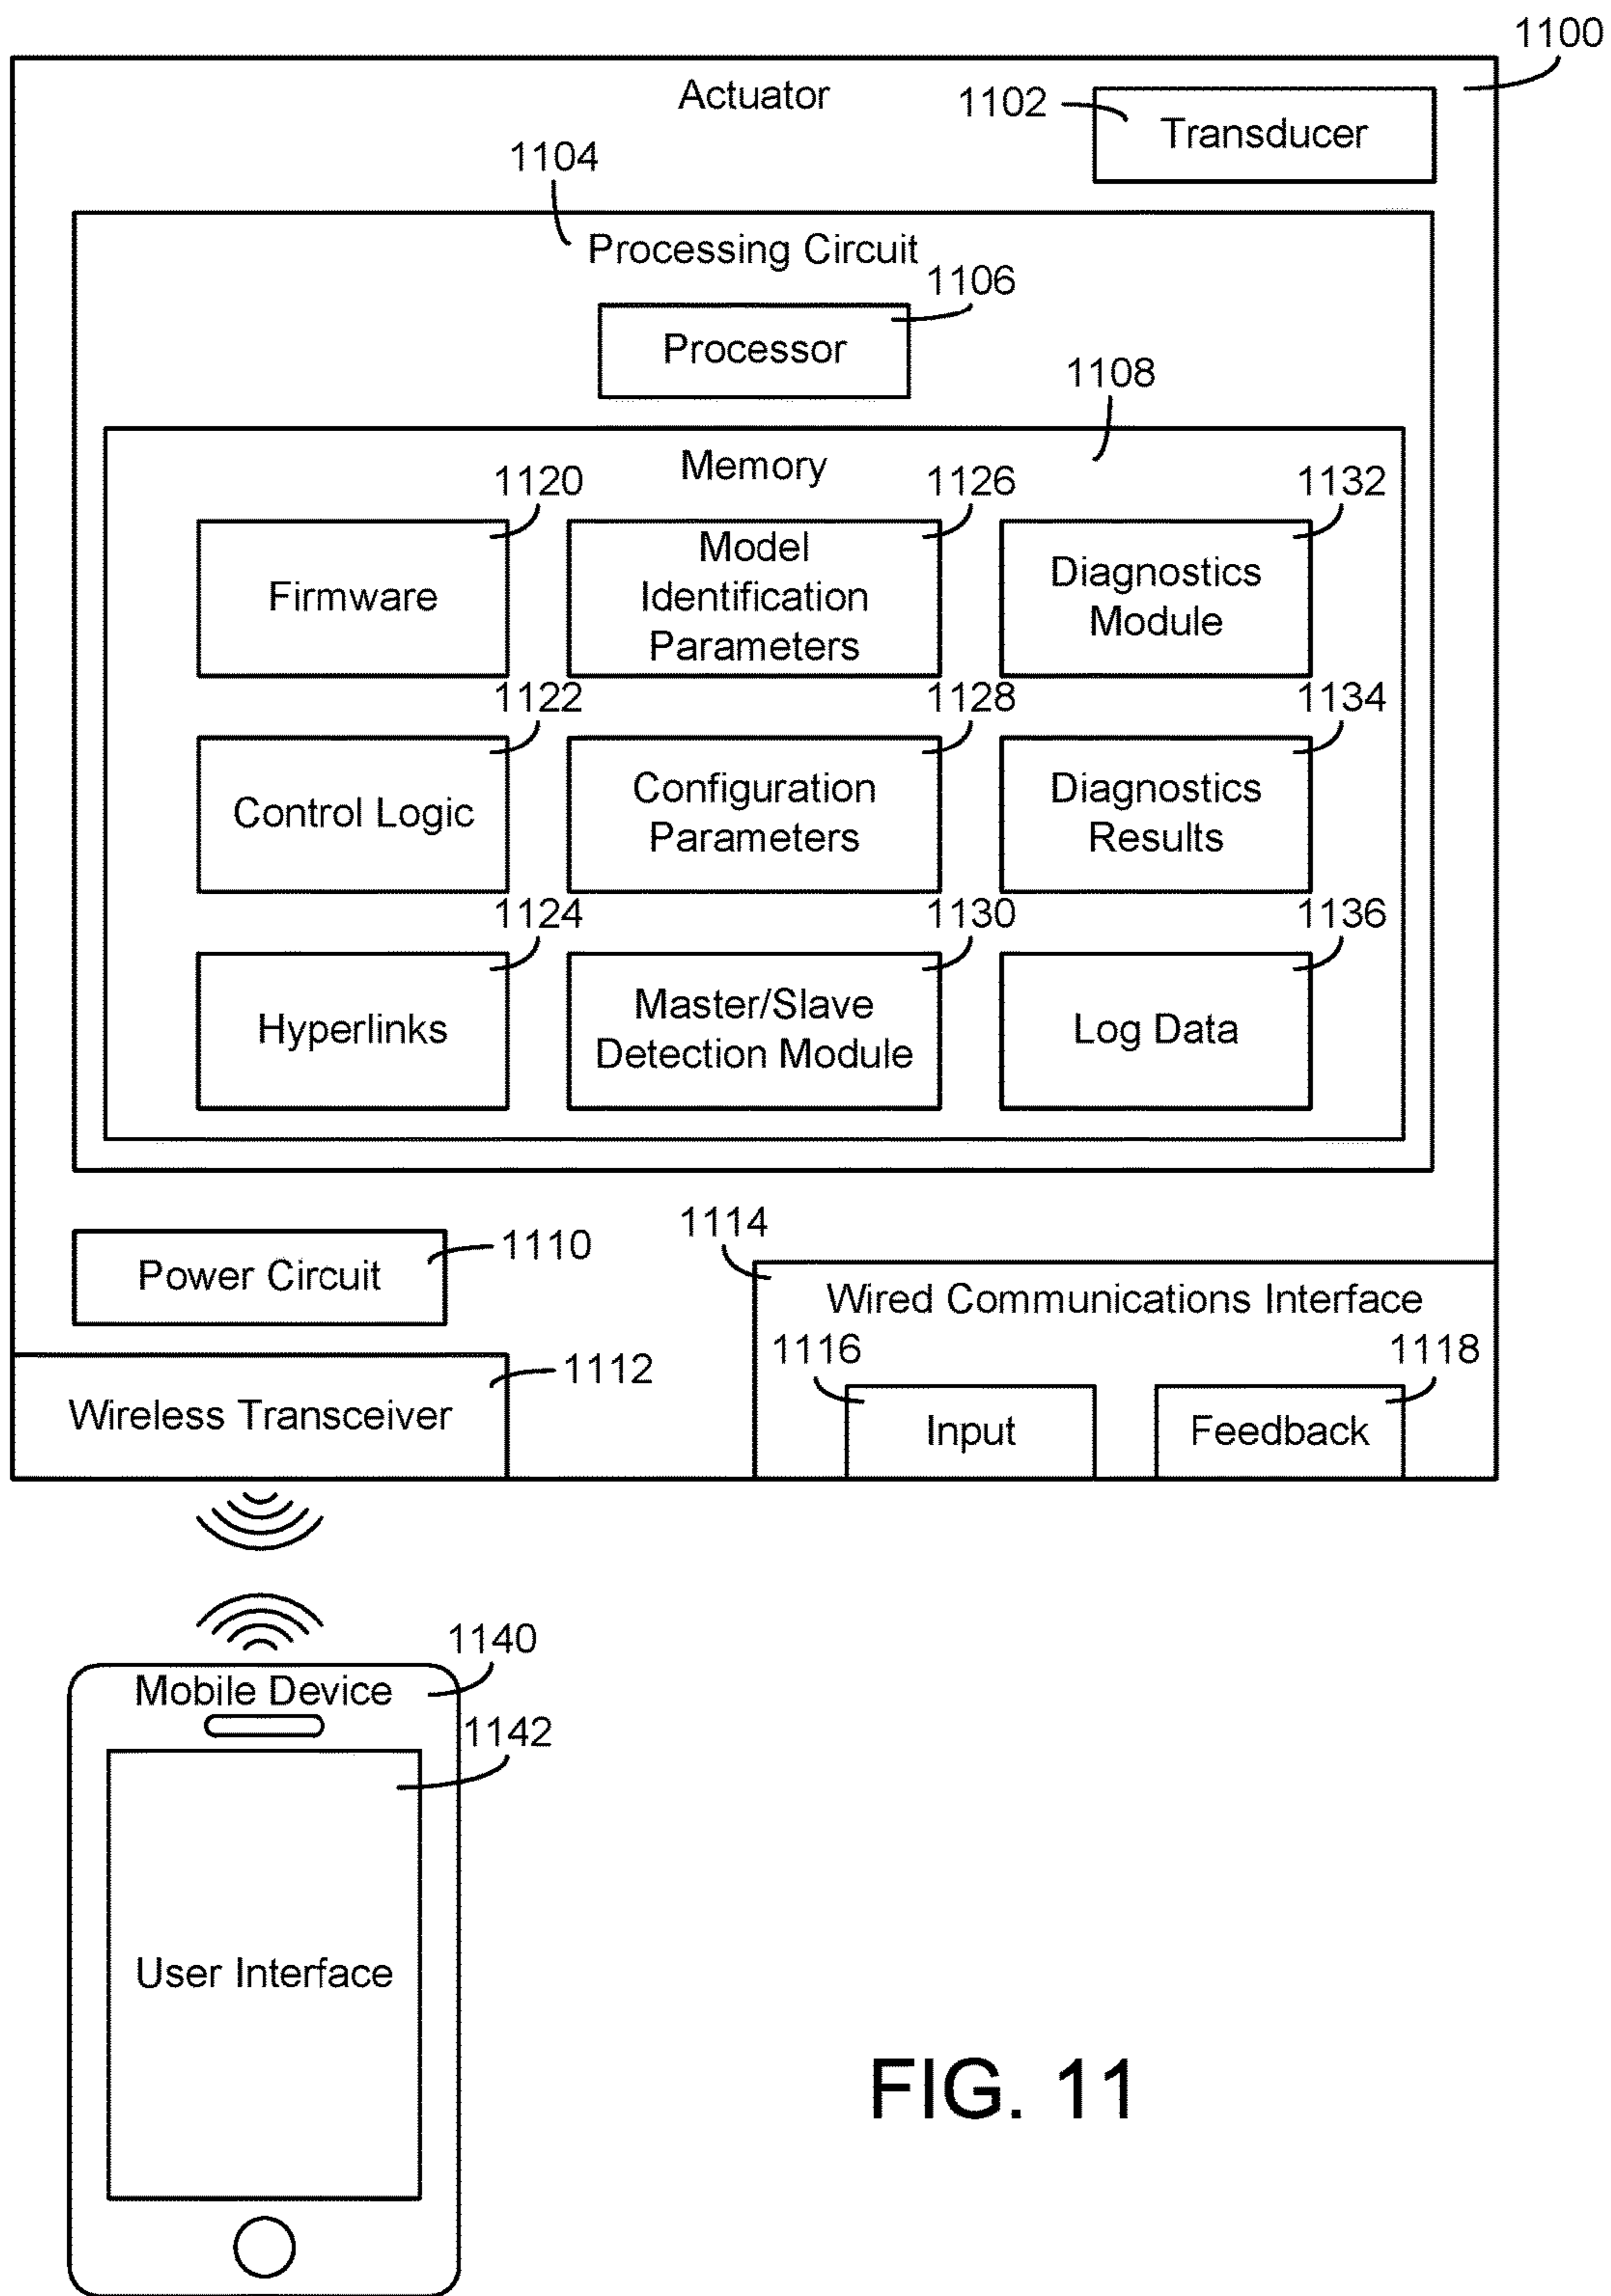 1100
Actuator
1102
Transducer
1104
Processing Circuit
1106
Processor
1108
Memory
1120
1126
1132
Firmware
Model
Identification
Parameters
Diagnostics
Module
1122
1128
1134
Control Logic
Configuration
Parameters
Diagnostics
Results
1124
1130
1136
Hyperlinks
Master/Slave
Detection Module
Log Data
1110
Power Circuit
1114
Wired Communications Interface
1112
Wireless Transceiver
1116
Input
1118
Feedback
1140
Mobile Device
1142
User Interface
FIG. 11